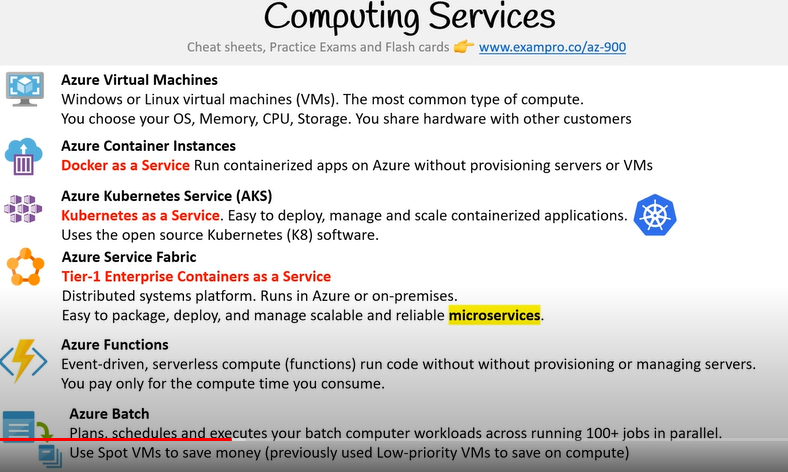 Computing Services
Cheat sheets, Practice Exams and Flash cards 👉 www.exampro.co/az-900
Azure Virtual Machines
Windows or Linux virtual machines (VMs). The most common type of compute.
You choose your OS, Memory, CPU, Storage. You share hardware with other customers
Azure Container Instances
Docker as a Service Run containerized apps on Azure without provisioning servers or VMs
Azure Kubernetes Service (AKS)
Kubernetes as a Service. Easy to deploy, manage and scale containerized applications.
Uses the open source Kubernetes (K8) software.
Azure Service Fabric
Tier-1 Enterprise Containers as a Service
Distributed systems platform. Runs in Azure or on-premises.
Easy to package, deploy, and manage scalable and reliable microservices.
Azure Functions
Event-driven, serverless compute (functions) run code without without provisioning or managing servers.
You pay only for the compute time you consume.
Azure Batch
Plans, schedules and executes your batch computer workloads across running 100+ jobs in parallel.
Use Spot VMs to save money (previously used Low-priority VMs to save on compute)